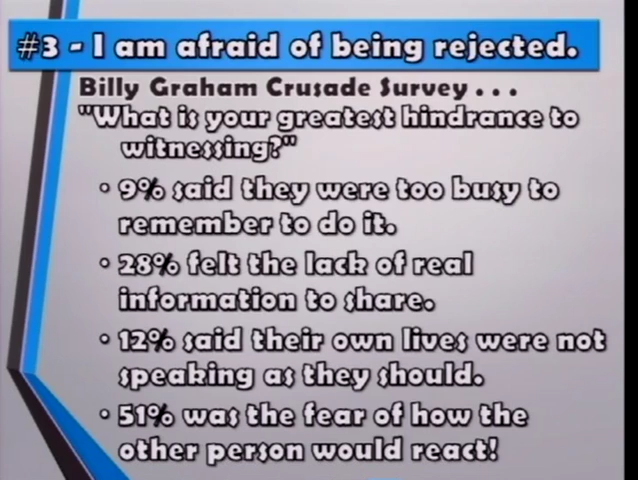 #3 - I am afraid of being rejected.
Billy Graham Crusade Survey . . .
"What is your greatest hindrance to
witnessing?"
• 9% said they were too busy to
remember to do it.
• 28% felt the lack of real
information to share.
• 12% said their own lives were not
speaking as they should.
• 51% was the fear of how the
other person would react!